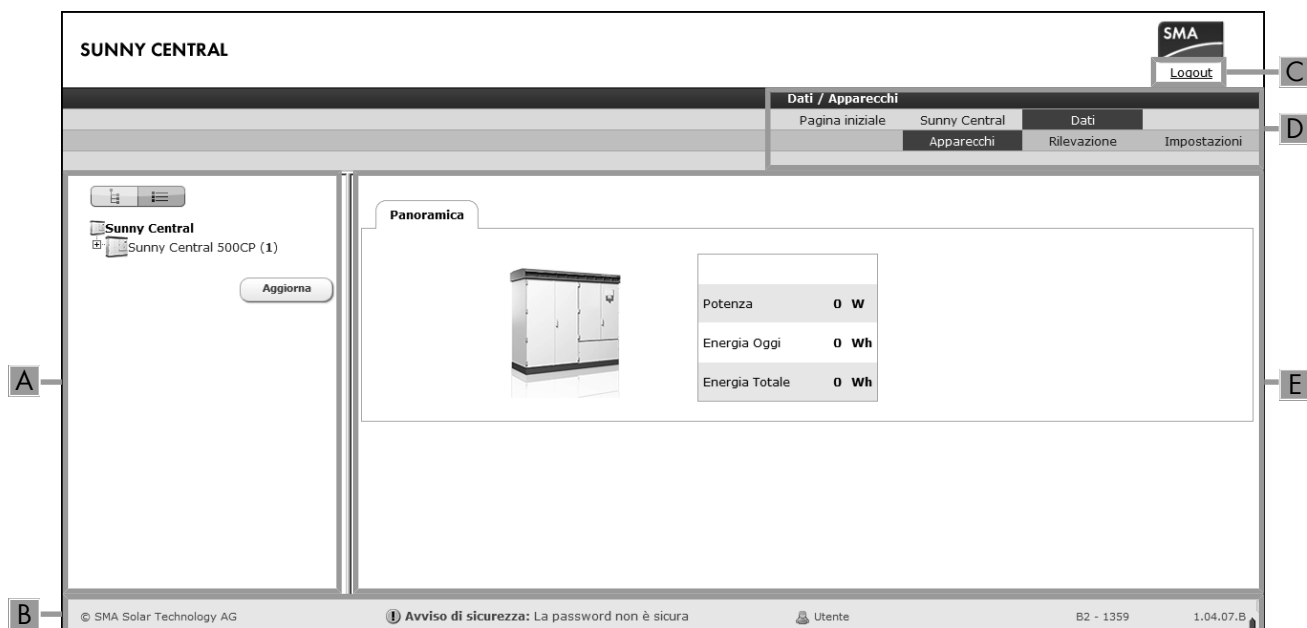 SUNNY CENTRAL
SMA
Logout
C
Dati / Apparecchi
Pagina iniziale Sunny Central Dati
D
Apparecchi Rilevazione Impostazioni
Sunny Central
Sunny Central 500CP (1)
Aggiorna
Panoramica
Potenza 0 W
Energia Oggi 0 Wh
Energia Totale 0 Wh
A
E
B
© SMA Solar Technology AG Avviso di sicurezza: La password non è sicura Utente B2 - 1359 1.04.07.B